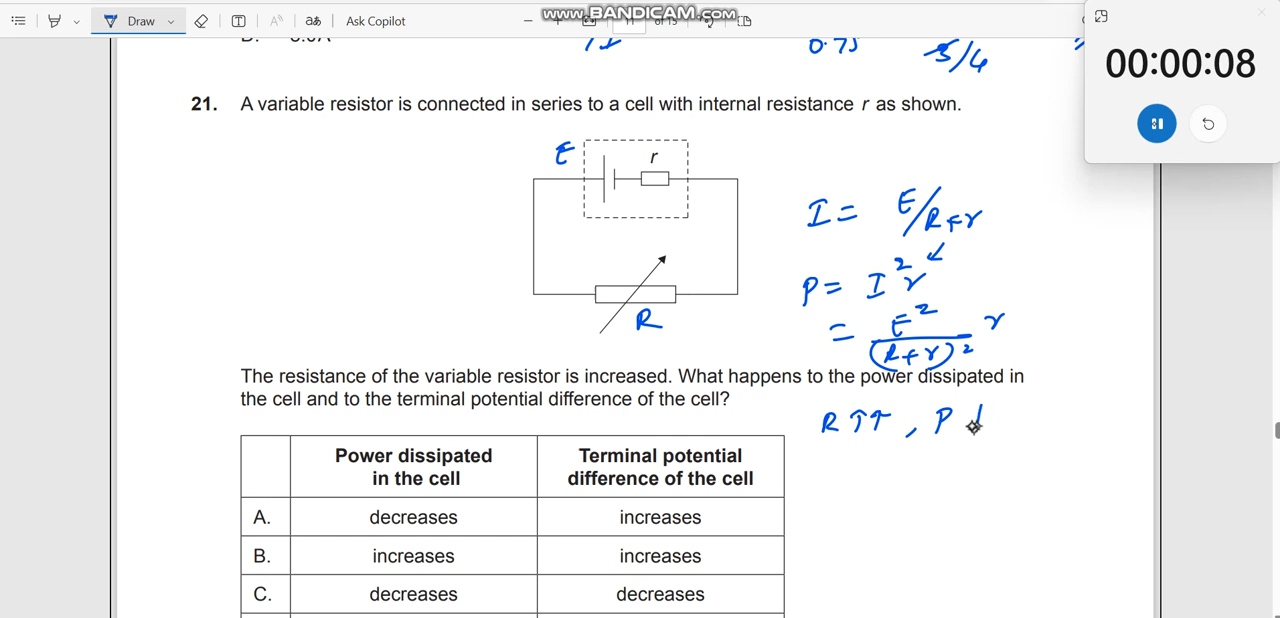 Draw
Ask Copilot
www.BANDICAM.com
of 15
00:00:08
0.75
5/4
21. A variable resistor is connected in series to a cell with internal resistance r as shown.
E
r
R
I = E/R+r
P = I²r
= E²/(R+r)² r
The resistance of the variable resistor is increased. What happens to the power dissipated in
the cell and to the terminal potential difference of the cell?
R ↑↑, P
Power dissipated in the cell
Terminal potential difference of the cell
A. decreases increases
B. increases increases
C. decreases decreases